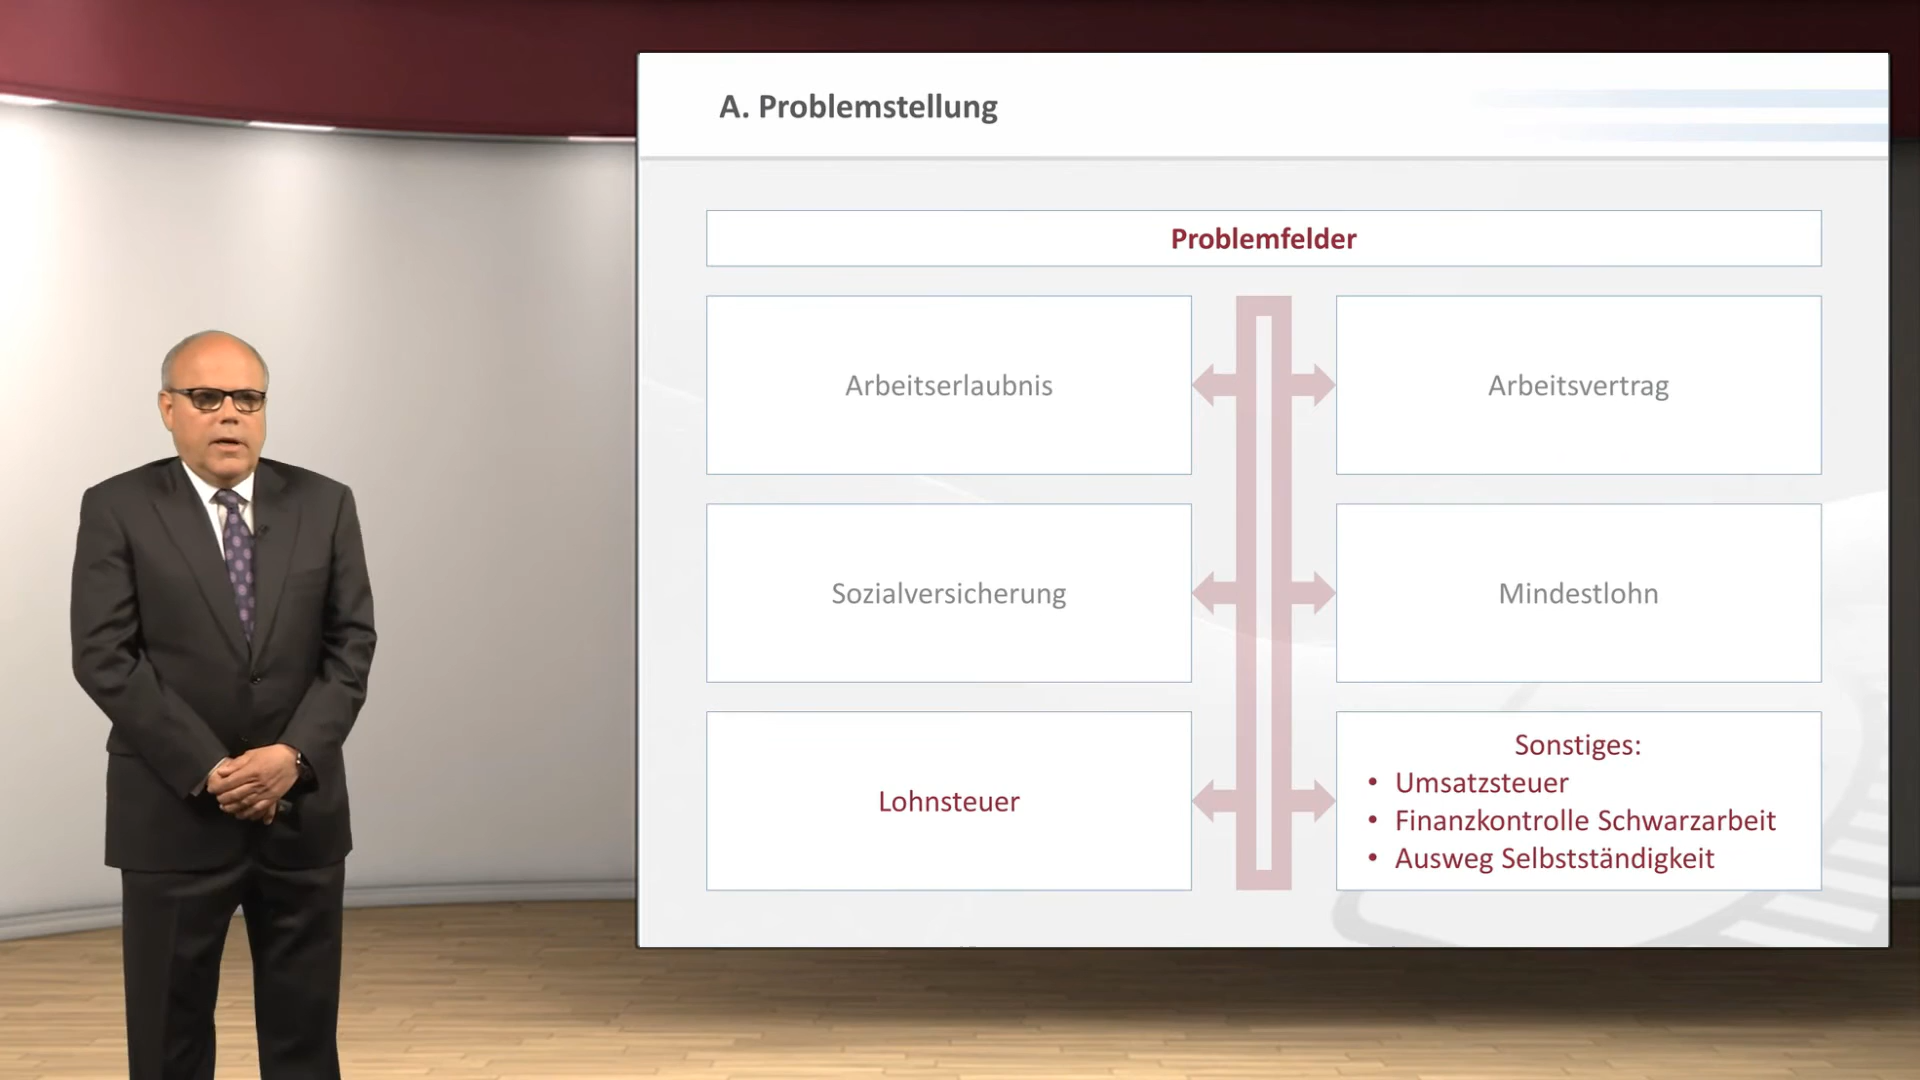 A. Problemstellung
Problemfelder
Arbeitserlaubnis
Arbeitsvertrag
Sozialversicherung
Mindestlohn
Lohnsteuer
Sonstiges:
• Umsatzsteuer
• Finanzkontrolle Schwarzarbeit
• Ausweg Selbstständigkeit